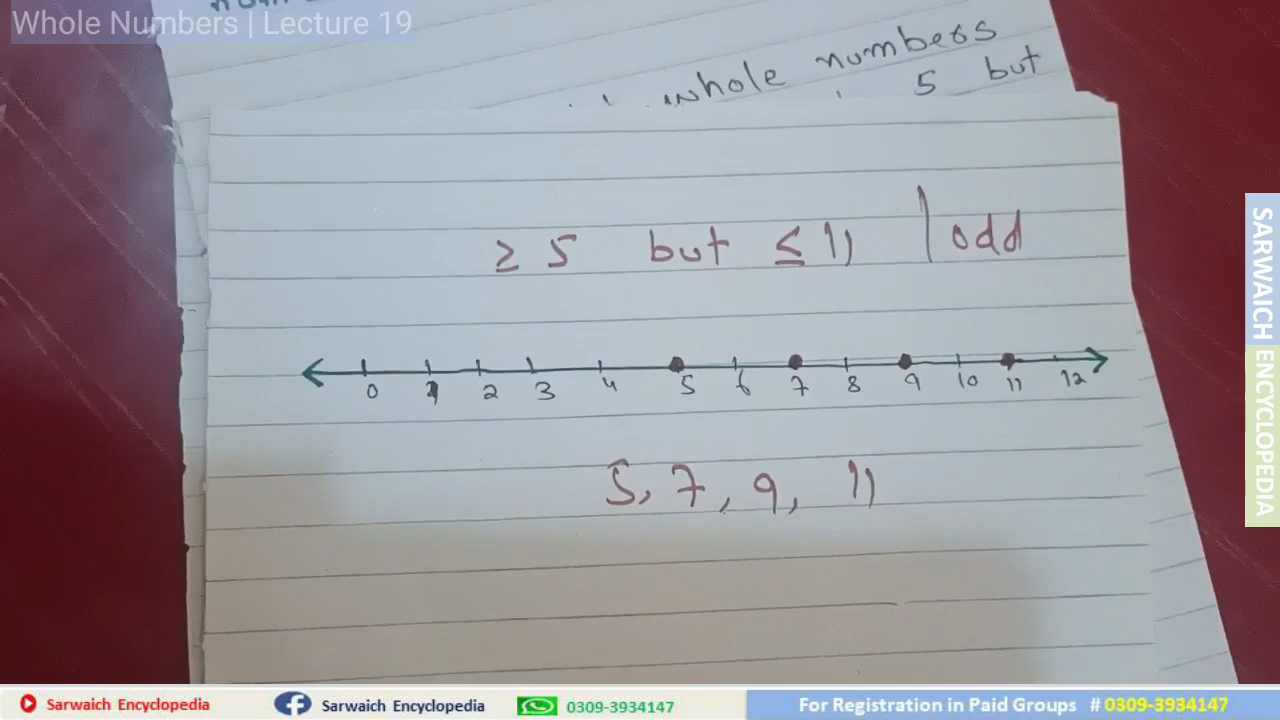 Whole Numbers | Lecture 19
whole numbers
5 but
≥ 5 but ≤ 11 | odd
0 1 2 3 4 5 6 7 8 9 10 11 12
5, 7, 9, 11
SARWAICH ENCYCLOPEDIA
Sarwaich Encyclopedia Sarwaich Encyclopedia 0309-3934147 For Registration in Paid Groups # 0309-3934147